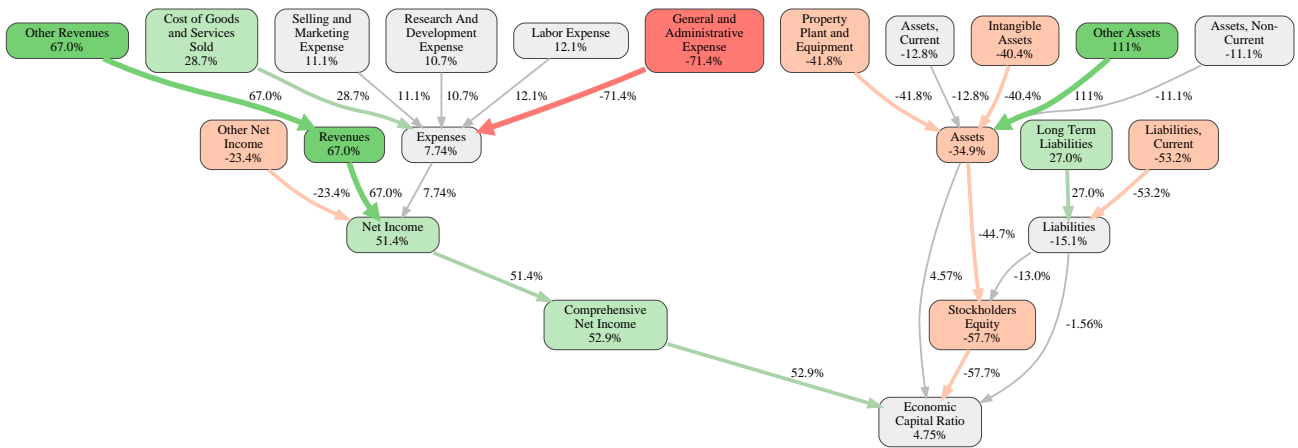 Other Revenues
67.0%
Cost of Goods
and Services
Sold
28.7%
Selling and
Marketing
Expense
11.1%
Research And
Development
Expense
10.7%
Labor Expense
12.1%
General and
Administrative
Expense
-71.4%
Property
Plant and
Equipment
-41.8%
Assets,
Current
-12.8%
Intangible
Assets
-40.4%
Other Assets
111%
Assets, Non-
Current
-11.1%
67.0%
28.7%
11.1%
10.7%
12.1%
-71.4%
-41.8%
-12.8%
-40.4%
111%
-11.1%
Other Net
Income
-23.4%
Revenues
67.0%
Expenses
7.74%
Assets
-34.9%
Long Term
Liabilities
27.0%
Liabilities,
Current
-53.2%
-23.4%
67.0%
7.74%
27.0%
-53.2%
Net Income
51.4%
-44.7%
Liabilities
-15.1%
51.4%
4.57%
-13.0%
Comprehensive
Net Income
52.9%
Stockholders
Equity
-57.7%
-1.56%
52.9%
-57.7%
Economic
Capital Ratio
4.75%